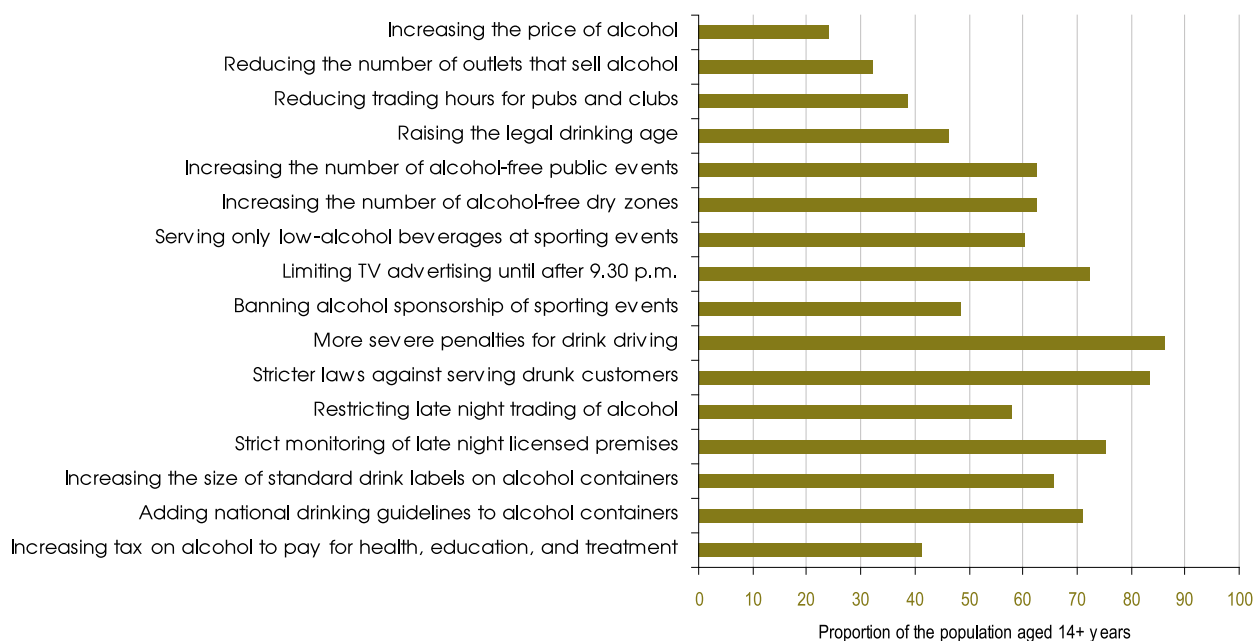 Increasing the price of alcohol
Reducing the number of outlets that sell alcohol
Reducing trading hours for pubs and clubs
Raising the legal drinking age
Increasing the number of alcohol-free public events
Increasing the number of alcohol-free dry zones
Serving only low-alcohol beverages at sporting events
Limiting TV advertising until after 9.30 p.m.
Banning alcohol sponsorship of sporting events
More severe penalties for drink driving
Stricter laws against serving drunk customers
Restricting late night trading of alcohol
Strict monitoring of late night licensed premises
Increasing the size of standard drink labels on alcohol containers
Adding national drinking guidelines to alcohol containers
Increasing tax on alcohol to pay for health, education, and treatment
0 10 20 30 40 50 60 70 80 90 100
Proportion of the population aged 14+ years